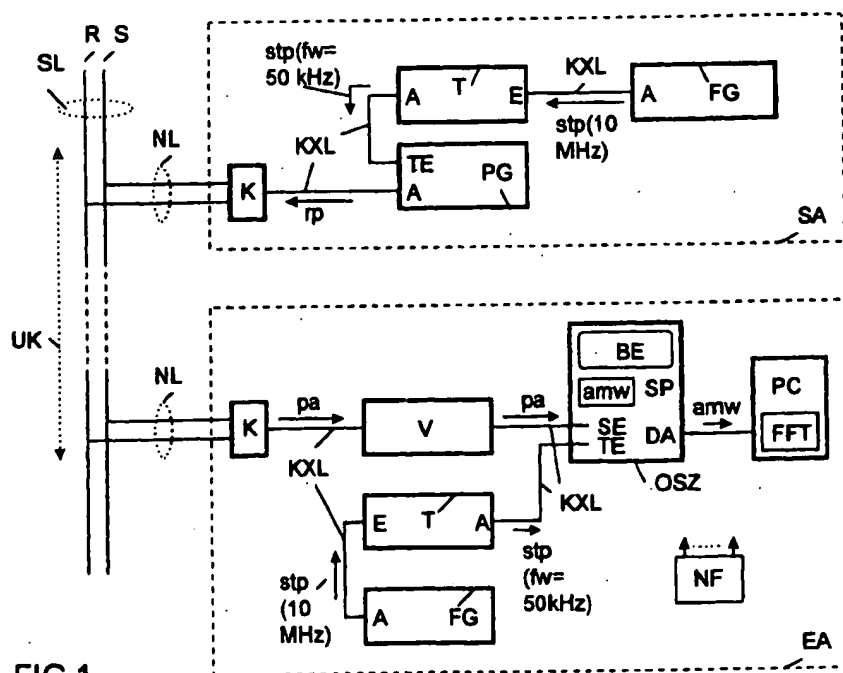 R S
SL
NL
UK
stp(fw=
50 kHz)
A T E
KXL
A FG
stp(10
MHz)
KXL
TE
A PG
K
rp
SA
NL
K
pa
V
pa
KXL
BE
amw SP
SE
TE DA
OSZ
amw
PC
FFT
KXL
E T A
stp
(fw=
50kHz)
stp
(10
MHz)
A FG
NF
EA
FIG 1